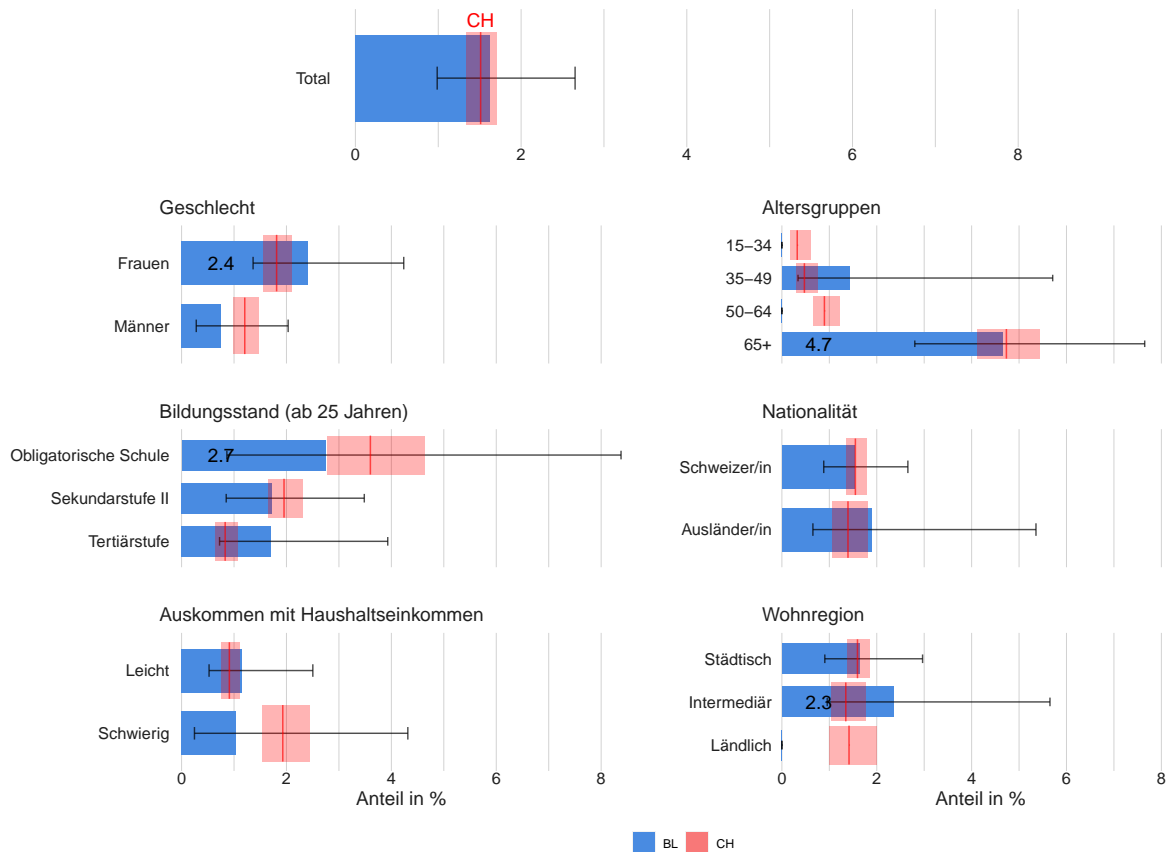 CH
Total
0 2 4 6 8
Geschlecht
Frauen 2.4
Männer
Altersgruppen
15–34
35–49
50–64
65+ 4.7
Bildungsstand (ab 25 Jahren)
Obligatorische Schule 2.7
Sekundarstufe II
Tertiärstufe
Nationalität
Schweizer/in
Ausländer/in
Auskommen mit Haushaltseinkommen
Leicht
Schwierig
0 2 4 6 8
Anteil in %
Wohnregion
Städtisch
Intermediär 2.3
Ländlich
0 2 4 6 8
Anteil in %
BL CH